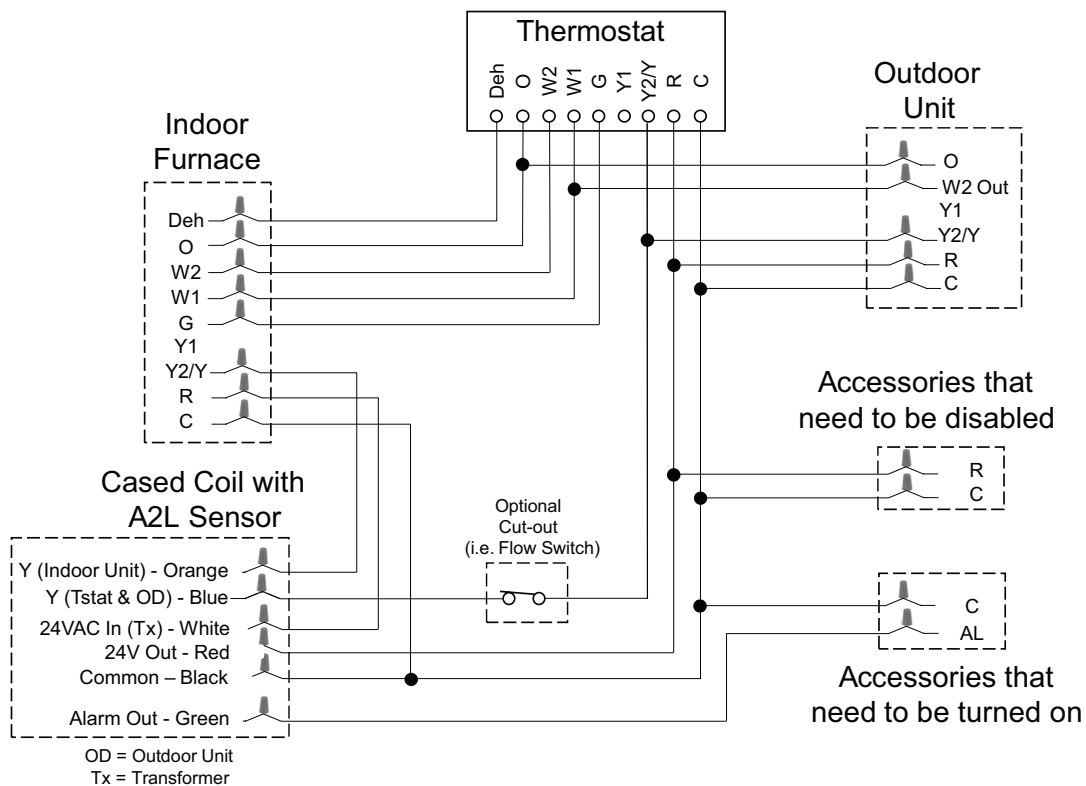 Thermostat
Deh
O
W2
W1
G
Y1
Y2/Y
R
C
Outdoor
Unit
O
W2 Out
Y1
Y2/Y
R
C
Indoor
Furnace
Deh
O
W2
W1
G
Y1
Y2/Y
R
C
Accessories that
need to be disabled
R
C
Cased Coil with
A2L Sensor
Y (Indoor Unit) - Orange
Y (Tstat & OD) - Blue
24VAC In (Tx) - White
24V Out - Red
Common – Black
Alarm Out - Green
OD = Outdoor Unit
Tx = Transformer
Optional
Cut-out
(i.e. Flow Switch)
C
AL
Accessories that
need to be turned on